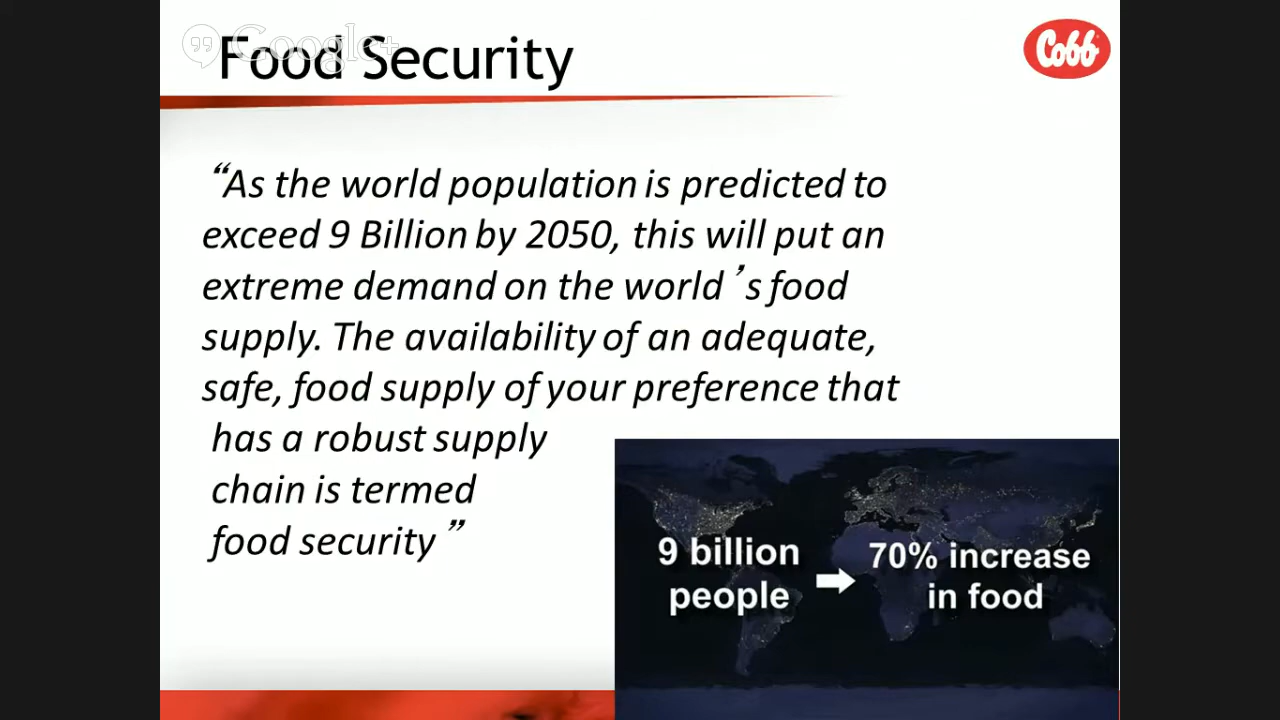 Google+
Food Security
Cobb
“As the world population is predicted to
exceed 9 Billion by 2050, this will put an
extreme demand on the world’s food
supply. The availability of an adequate,
safe, food supply of your preference that
has a robust supply
chain is termed
food security”
9 billion
people
70% increase
in food